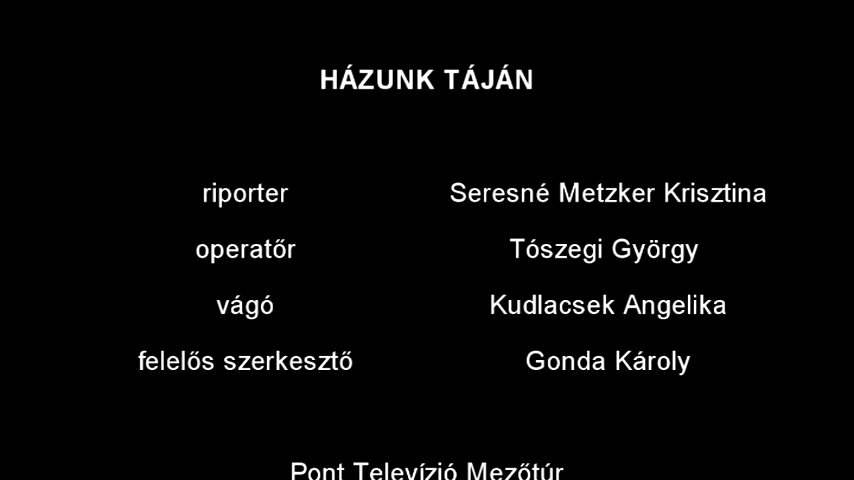 HÁZUNK TÁJÁN
riporter Seresné Metzker Krisztina
operatőr Tószegi György
vágó Kudlacsek Angelika
felelős szerkesztő Gonda Károly
Pont Televízió Mezőtúr